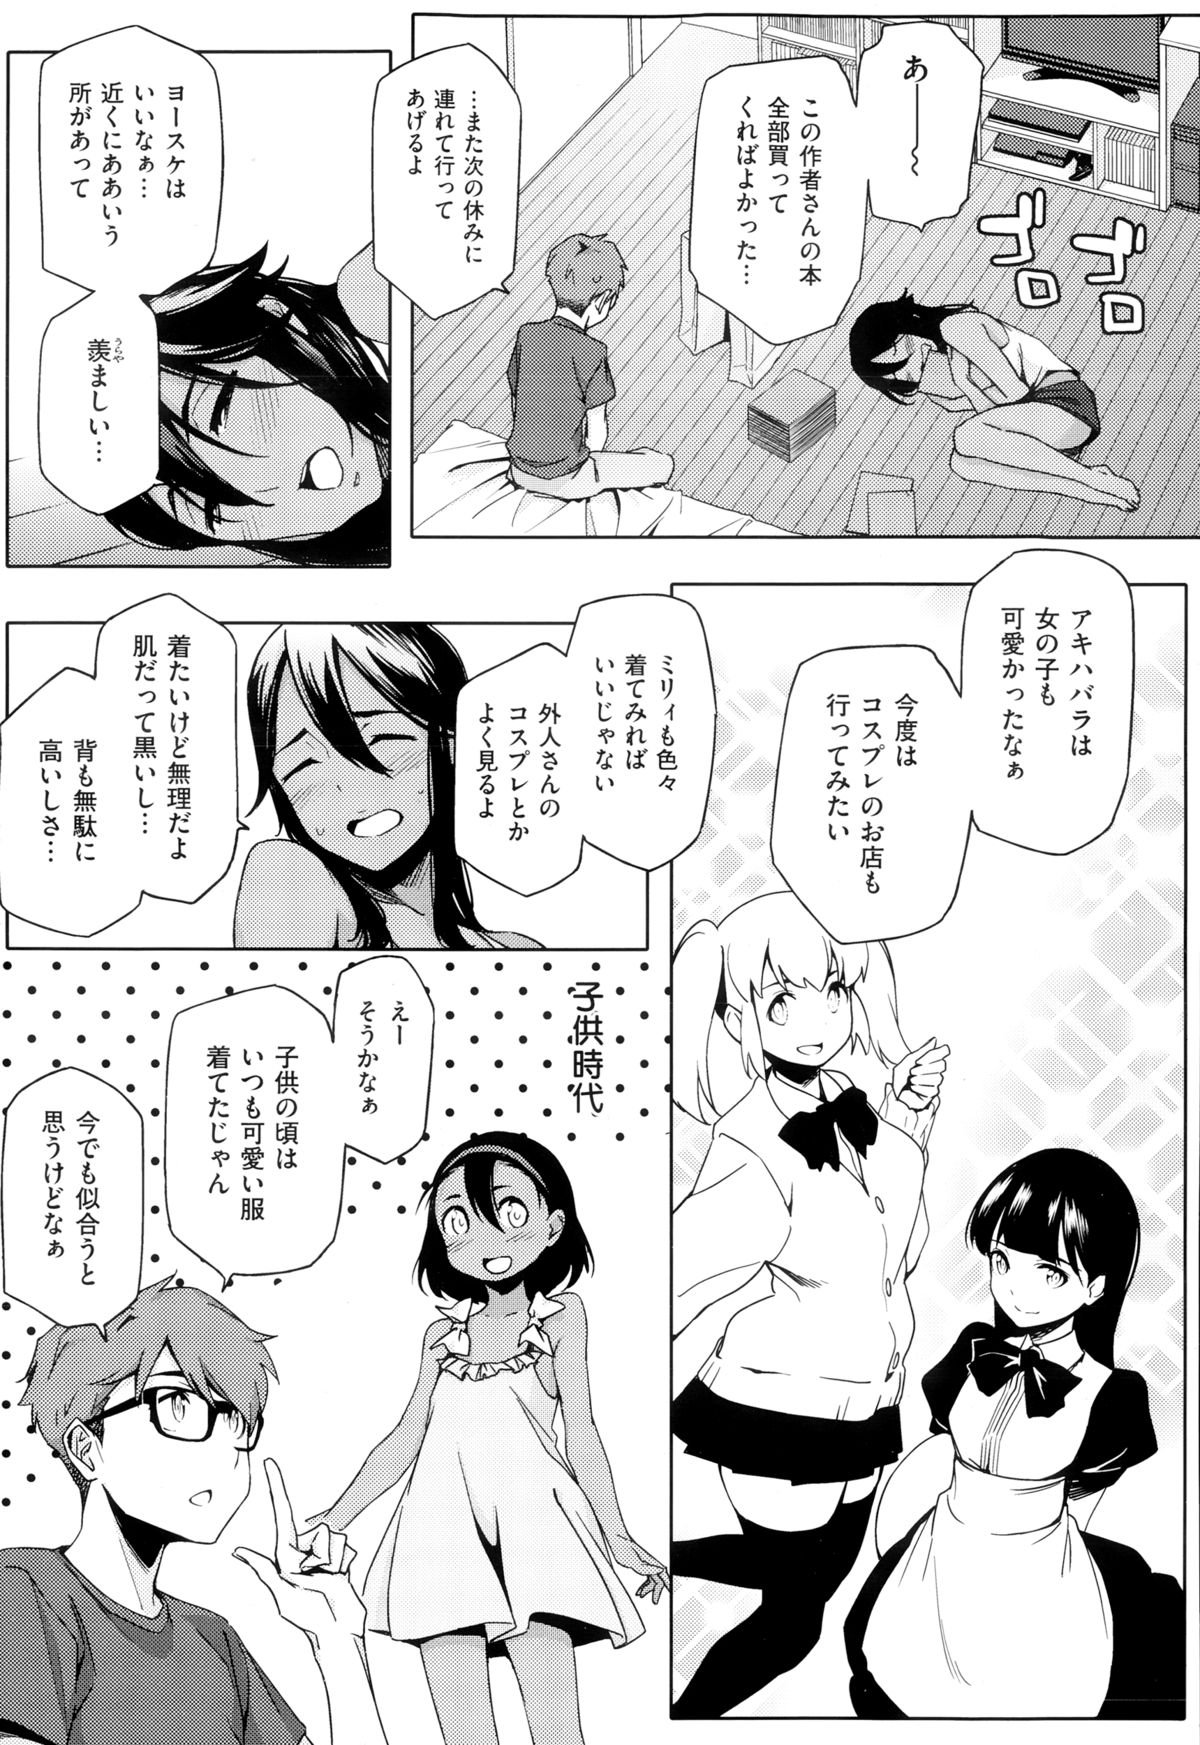 あーーー～
この作者さんの本
全部買って
くればよかった…
ゴロ
ゴロ
…また次の休みに
連れて行って
あげるよ
ヨースケは
いいなぁ…
近くにああいう
所があって
羨ましい…
うらや
アキハバラは
女の子も
可愛かったなぁ
今度は
コスプレのお店も
行ってみたい
ミリィも色々
着てみれば
いいじゃない
外人さんの
コスプレとか
よく見るよ
着たいけど無理だよ
肌だって黒いし…
背も無駄に
高いしさ…
子供時代
えー
そうかなぁ
子供の頃は
いつも可愛い服
着てたじゃん
今でも似合うと
思うけどなぁ